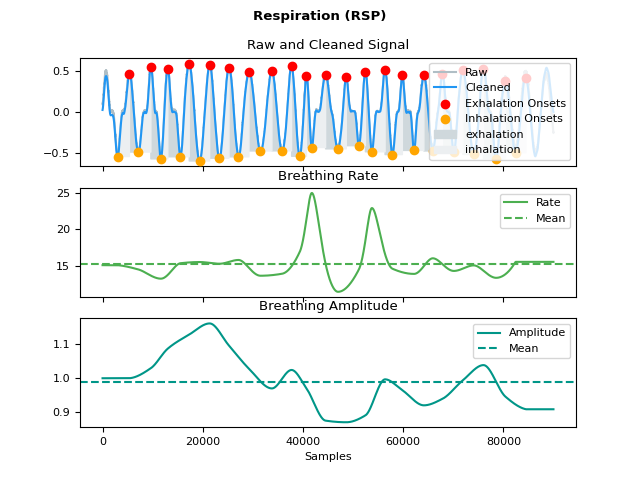 Respiration (RSP)
Raw and Cleaned Signal
0.5
0.0
−0.5
Raw
Cleaned
Exhalation Onsets
Inhalation Onsets
exhalation
inhalation
Breathing Rate
25
20
15
Rate
Mean
Breathing Amplitude
1.1
1.0
0.9
Amplitude
Mean
0 20000 40000 60000 80000
Samples